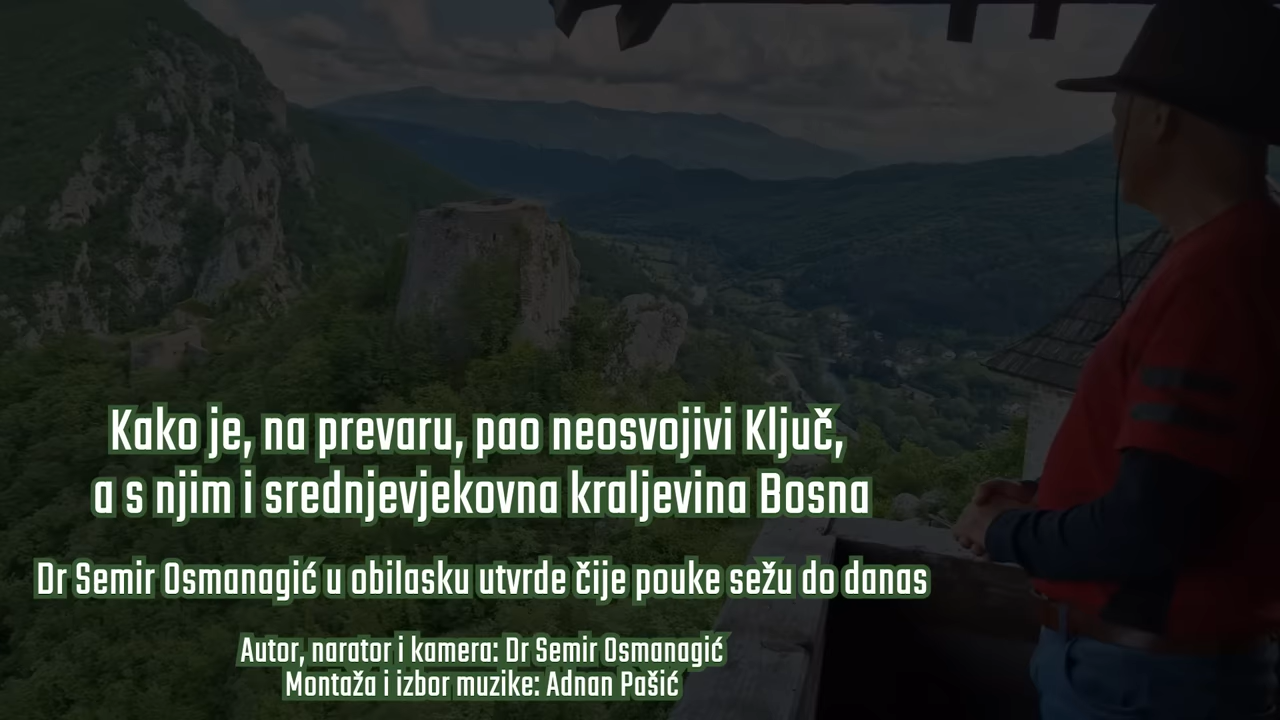 Kako je, na prevaru, pao neosvojivi Ključ,
a s njim i srednjevjekovna kraljevina Bosna
Dr Semir Osmanagić u obilasku utvrde čije pouke sežu do danas
Autor, narator i kamera: Dr Semir Osmanagić
Montaža i izbor muzike: Adnan Pašić